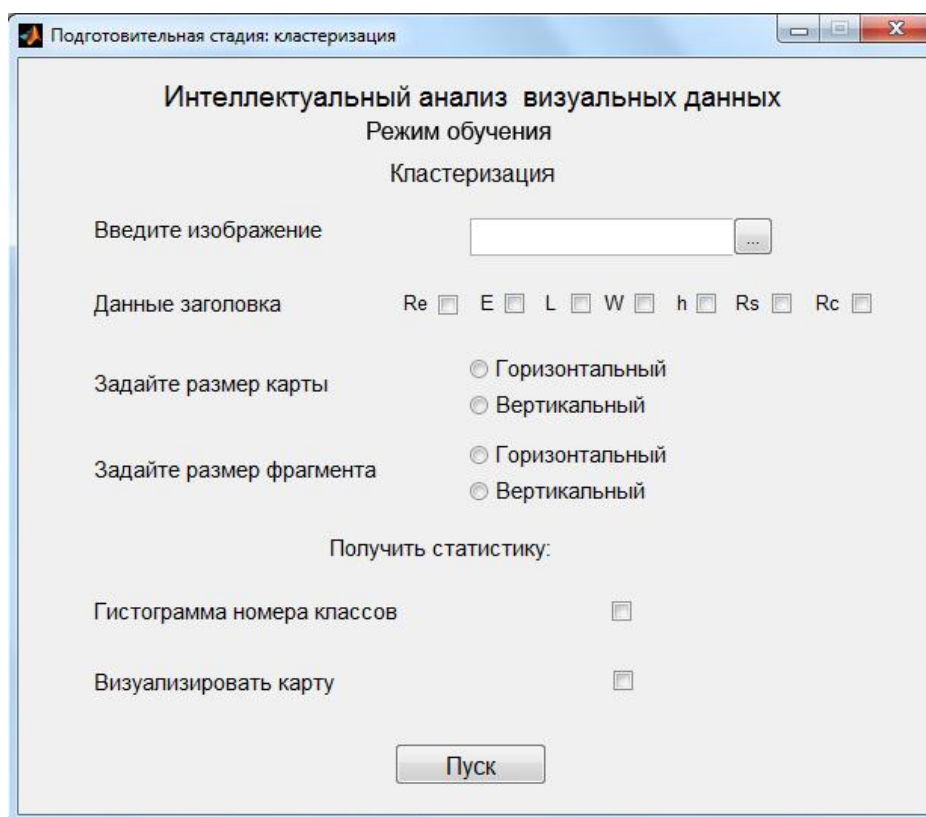 Подготовительная стадия: кластеризация
Интеллектуальный анализ визуальных данных
Режим обучения
Кластеризация
Введите изображение ...
Данные заголовка Re E L W h Rs Rc
Задайте размер карты
Горизонтальный
Вертикальный
Задайте размер фрагмента
Горизонтальный
Вертикальный
Получить статистику:
Гистограмма номера классов
Визуализировать карту
Пуск